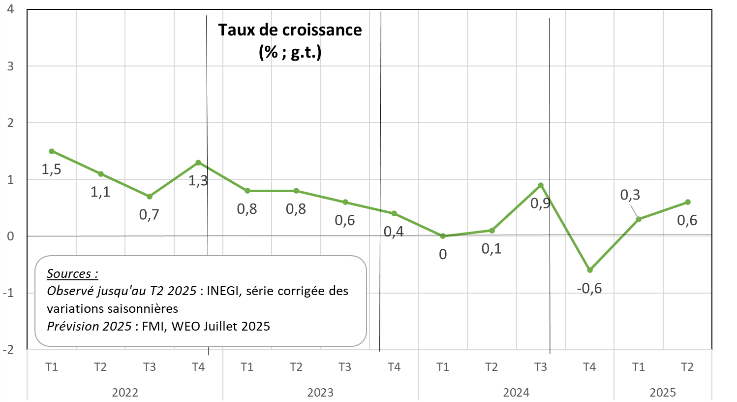 Taux de croissance
(% ; g.t.)
4
3
2
1
0
-1
-2
1,5
1,1
0,7
1,3
0,8
0,8
0,6
0,4
0
0,1
0,9
-0,6
0,3
0,6
Sources :
Observé jusqu'au T2 2025 : INEGI, série corrigée des
variations saisonnières
Prévision 2025 : FMI, WEO Juillet 2025
T1 T2 T3 T4 T1 T2 T3 T4 T1 T2 T3 T4 T1 T2
2022 2023 2024 2025